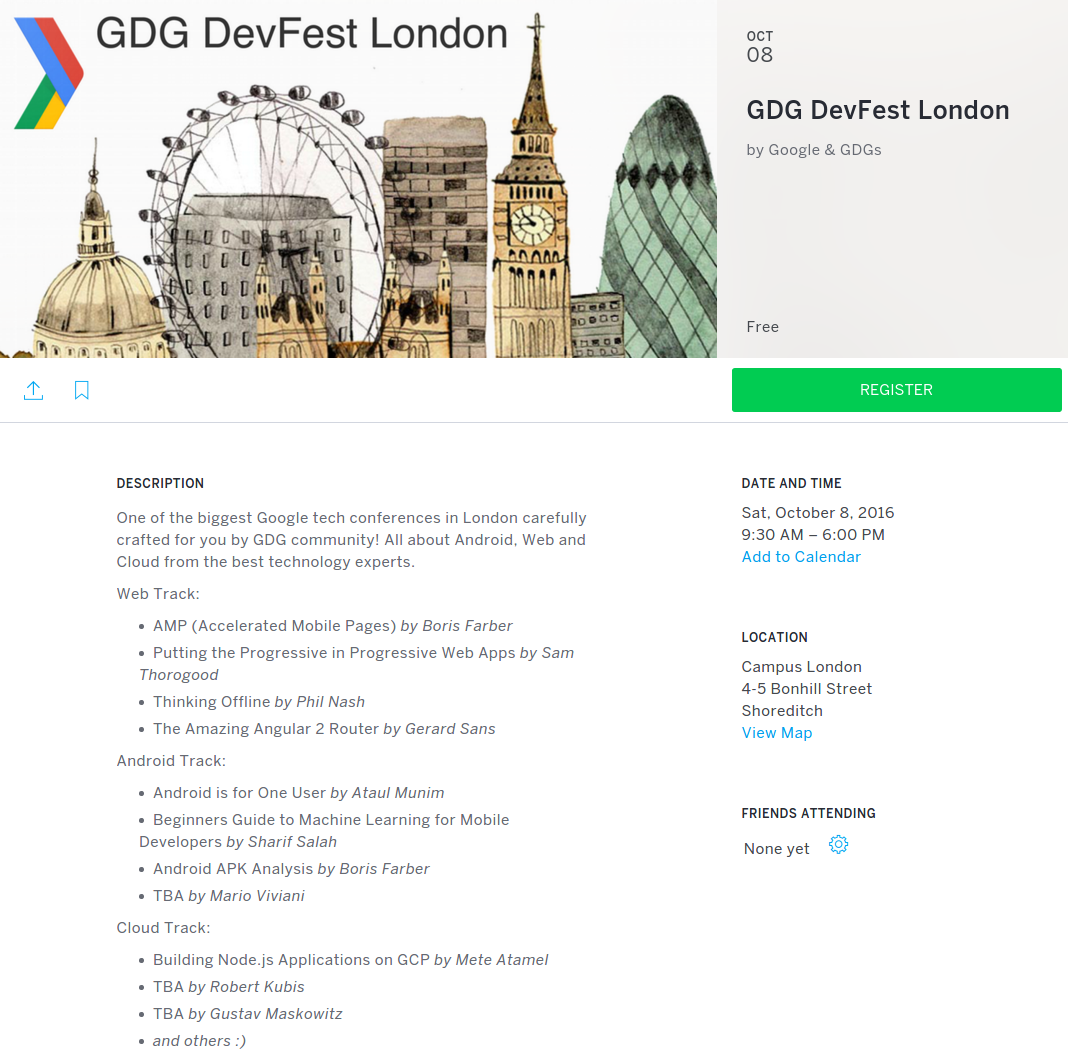 GDG DevFest London
OCT
08
GDG DevFest London
by Google & GDGs
Free
REGISTER
DESCRIPTION
One of the biggest Google tech conferences in London carefully
crafted for you by GDG community! All about Android, Web and
Cloud from the best technology experts.
Web Track:
• AMP (Accelerated Mobile Pages) by Boris Farber
• Putting the Progressive in Progressive Web Apps by Sam
Thorogood
• Thinking Offline by Phil Nash
• The Amazing Angular 2 Router by Gerard Sans
Android Track:
• Android is for One User by Ataul Munim
• Beginners Guide to Machine Learning for Mobile
Developers by Sharif Salah
• Android APK Analysis by Boris Farber
• TBA by Mario Viviani
Cloud Track:
• Building Node.js Applications on GCP by Mete Atamel
• TBA by Robert Kubis
• TBA by Gustav Maskowitz
• and others :)
DATE AND TIME
Sat, October 8, 2016
9:30 AM – 6:00 PM
Add to Calendar
LOCATION
Campus London
4-5 Bonhill Street
Shoreditch
View Map
FRIENDS ATTENDING
None yet